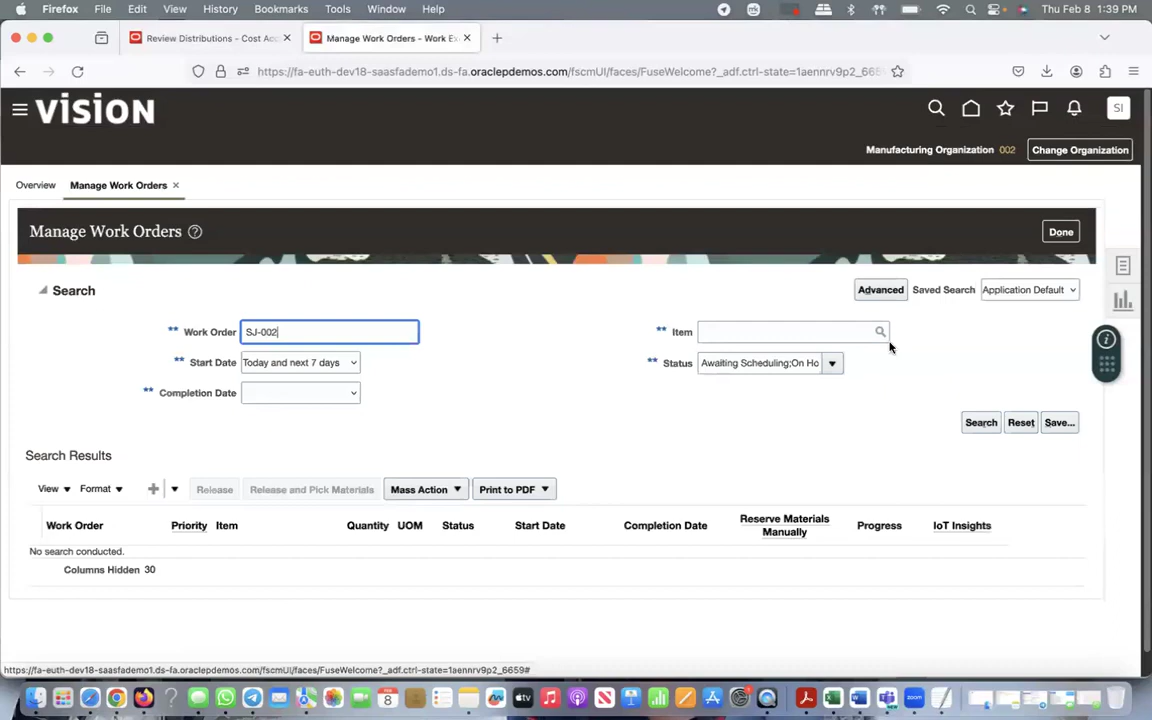 Firefox File Edit View History Bookmarks Tools Window Help Thu Feb 8 1:39 PM
Review Distributions - Cost Acc Manage Work Orders - Work Ex
https://fa-euth-dev18-saasfademo1.ds-fa.oraclepdemos.com/fscmUI/faces/FuseWelcome?_adf.ctrl-state=1aennrv9p2_665
VISION SI
Manufacturing Organization 002 Change Organization
Overview Manage Work Orders
Manage Work Orders Done
Search Advanced Saved Search Application Default
** Work Order SJ-002 ** Item
** Start Date Today and next 7 days ** Status Awaiting Scheduling;On Ho
** Completion Date
Search Reset Save...
Search Results
View Format Release Release and Pick Materials Mass Action Print to PDF
Work Order Priority Item Quantity UOM Status Start Date Completion Date Reserve Materials Manually Progress IoT Insights
No search conducted.
Columns Hidden 30
https://fa-euth-dev18-saasfademo1.ds-fa.oraclepdemos.com/fscmUI/faces/FuseWelcome?_adf.ctrl-state=1aennrv9p2_6659#